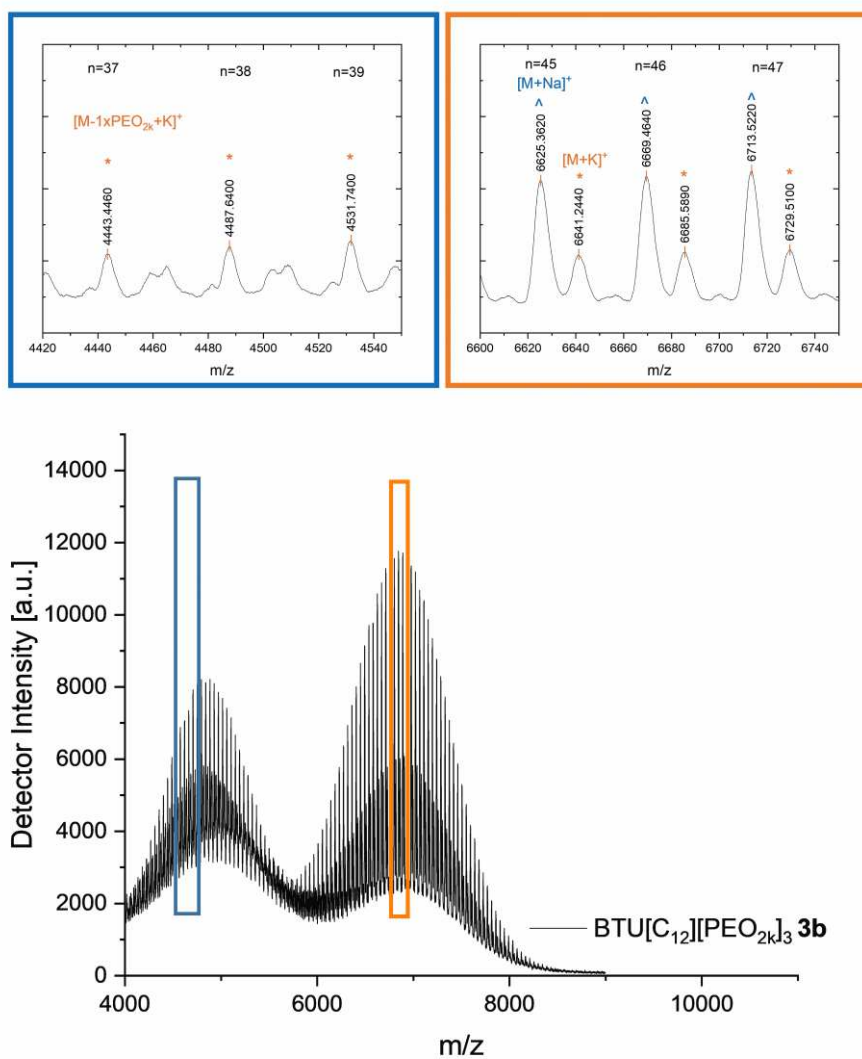 n=37 n=38 n=39
[M-1xPEO2k+K]+
* * *
4443.4460 4487.6400 4531.7400
4420 4440 4460 4480 4500 4520 4540
m/z
n=45 n=46 n=47
[M+Na]+
^ ^ ^
6625.3620 6669.4640 6713.5220
[M+K]+
* * *
6641.2440 6685.5890 6729.5100
6600 6620 6640 6660 6680 6700 6720 6740
m/z
14000
12000
10000
8000
6000
4000
2000
0
Detector Intensity [a.u.]
BTU[C12][PEO2k]3 3b
4000 6000 8000 10000
m/z